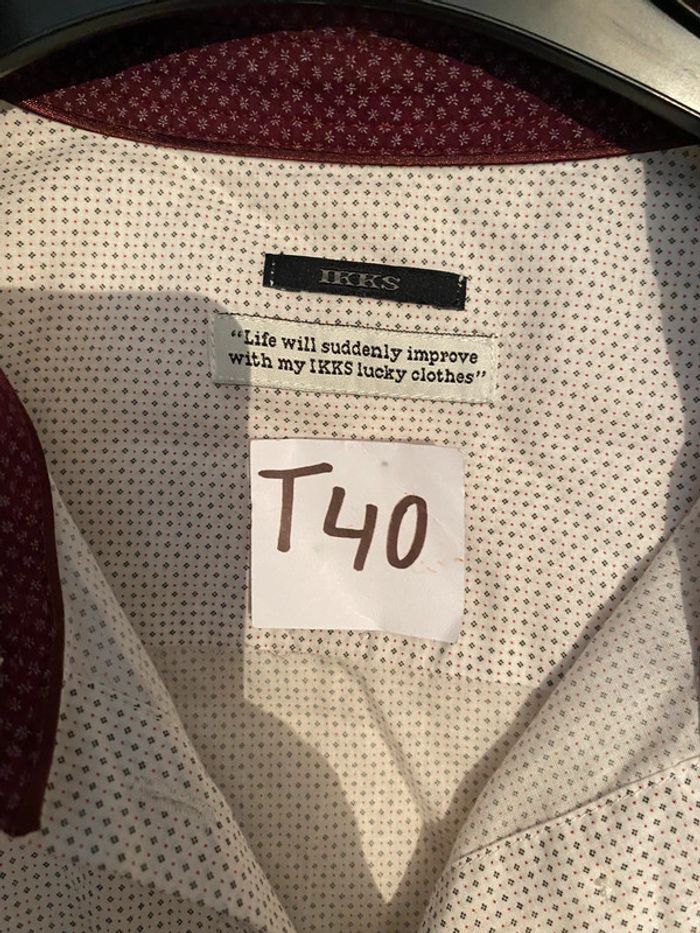 IKKS
“Life will suddenly improve
with my IKKS lucky clothes”
T40